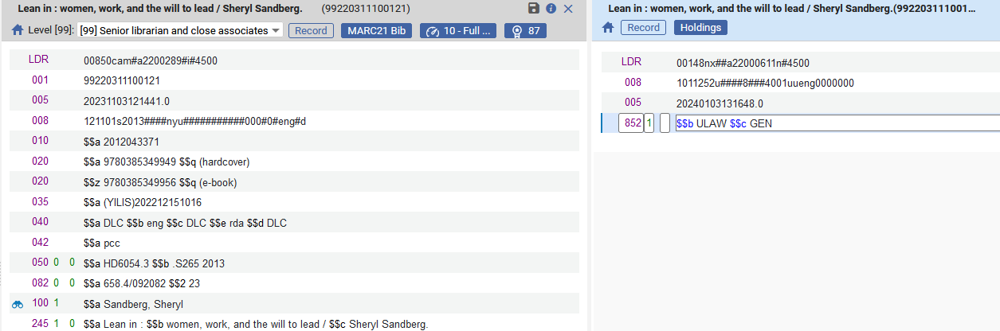 Lean in : women, work, and the will to lead / Sheryl Sandberg. (99220311100121)
Level [99]: [99] Senior librarian and close associates Record MARC21 Bib 10 - Full ... 87
LDR 00850cam#a2200289#i#4500
001 99220311100121
005 20231103121441.0
008 121101s2013####nyu###########000#0#eng#d
010 $$a 2012043371
020 $$a 9780385349949 $$q (hardcover)
020 $$z 9780385349956 $$q (e-book)
035 $$a (YILIS)202212151016
040 $$a DLC $$b eng $$c DLC $$e rda $$d DLC
042 $$a pcc
050 0 0 $$a HD6054.3 $$b .S265 2013
082 0 0 $$a 658.4/092082 $$2 23
100 1 $$a Sandberg, Sheryl
245 1 0 $$a Lean in : $$b women, work, and the will to lead / $$c Sheryl Sandberg.
Lean in : women, work, and the will to lead / Sheryl Sandberg.(992203111001...
Record Holdings
LDR 00148nx##a22000611n#4500
008 1011252u####8###4001uueng0000000
005 20240103131648.0
852 1 $$b ULAW $$c GEN